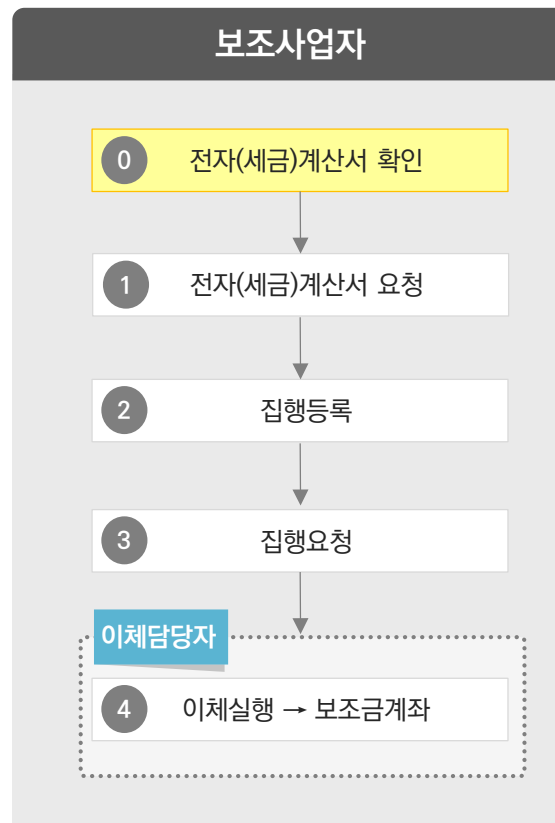 보조사업자
0 전자(세금)계산서 확인
1 전자(세금)계산서 요청
2 집행등록
3 집행요청
이체담당자
4 이체실행 → 보조금계좌